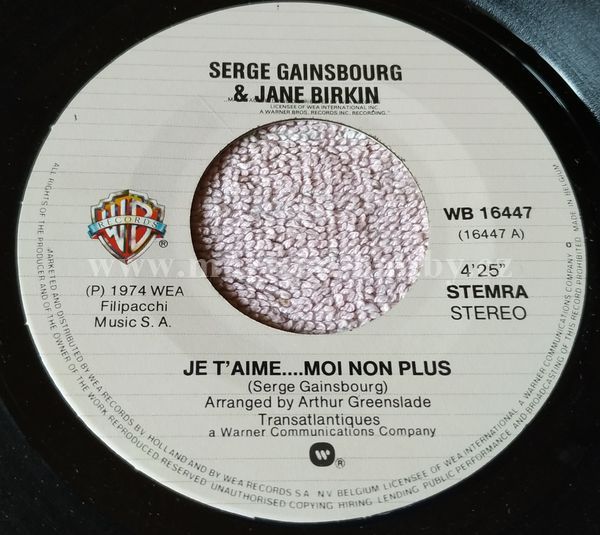 SERGE GAINSBOURG
& JANE BIRKIN
LICENSEE OF WEA INTERNATIONAL INC.
A WARNER BROS. RECORDS INC. RECORDING."
WB
RECORDS
®
(P) 1974 WEA
Filipacchi
Music S. A.
WB 16447
(16447 A)
4'25"
STEMRA
STEREO
JE T'AIME....MOI NON PLUS
(Serge Gainsbourg)
Arranged by Arthur Greenslade
Transatlantiques
a Warner Communications Company
®
ALL RIGHTS OF THE PRODUCER AND OF THE OWNER OF THE WORK REPRODUCED RESERVED. UNAUTHORISED COPYING HIRING LENDING PUBLIC PERFORMANCE AND BROADCASTING OF THIS RECORD PROHIBITED. MADE IN BELGIUM
MARKETED AND DISTRIBUTED BY WEA RECORDS BV HOLLAND AND BY WEA RECORDS S A N V BELGIUM LICENSEE OF WEA INTERNATIONAL A WARNER COMMUNICATIONS COMPANY